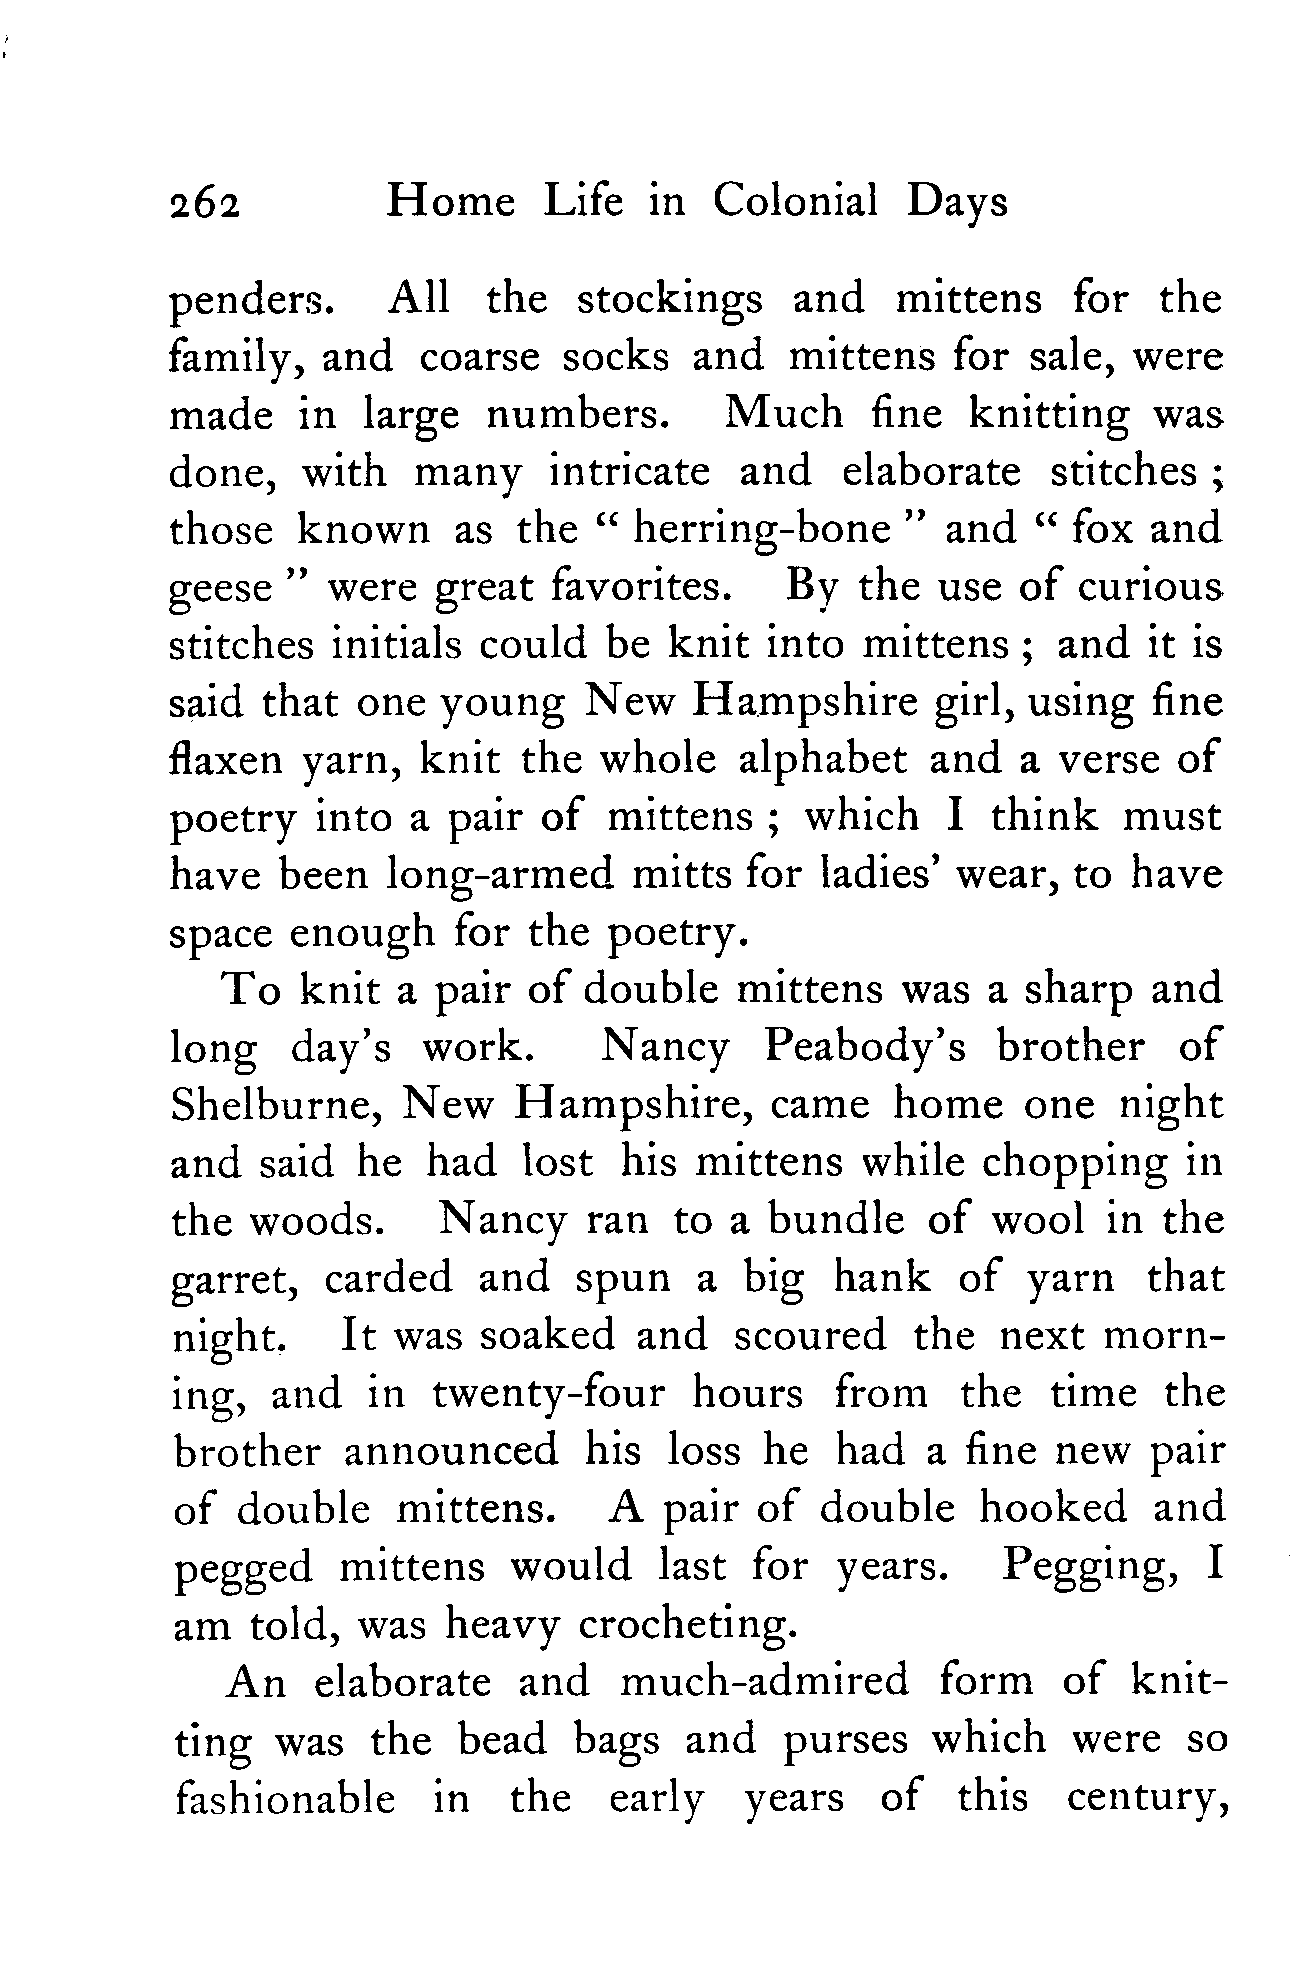 262 Home Life in Colonial Days
penders. All the stockings and mittens for the
family, and coarse socks and mittens for sale, were
made in large numbers. Much fine knitting was
done, with many intricate and elaborate stitches ;
those known as the “ herring-bone ” and “ fox and
geese ” were great favorites. By the use of curious
stitches initials could be knit into mittens ; and it is
said that one young New Hampshire girl, using fine
flaxen yarn, knit the whole alphabet and a verse of
poetry into a pair of mittens ; which I think must
have been long-armed mitts for ladies’ wear, to have
space enough for the poetry.
To knit a pair of double mittens was a sharp and
long day’s work. Nancy Peabody’s brother of
Shelburne, New Hampshire, came home one night
and said he had lost his mittens while chopping in
the woods. Nancy ran to a bundle of wool in the
garret, carded and spun a big hank of yarn that
night. It was soaked and scoured the next morn-
ing, and in twenty-four hours from the time the
brother announced his loss he had a fine new pair
of double mittens. A pair of double hooked and
pegged mittens would last for years. Pegging, I
am told, was heavy crocheting.
An elaborate and much-admired form of knit-
ting was the bead bags and purses which were so
fashionable in the early years of this century,